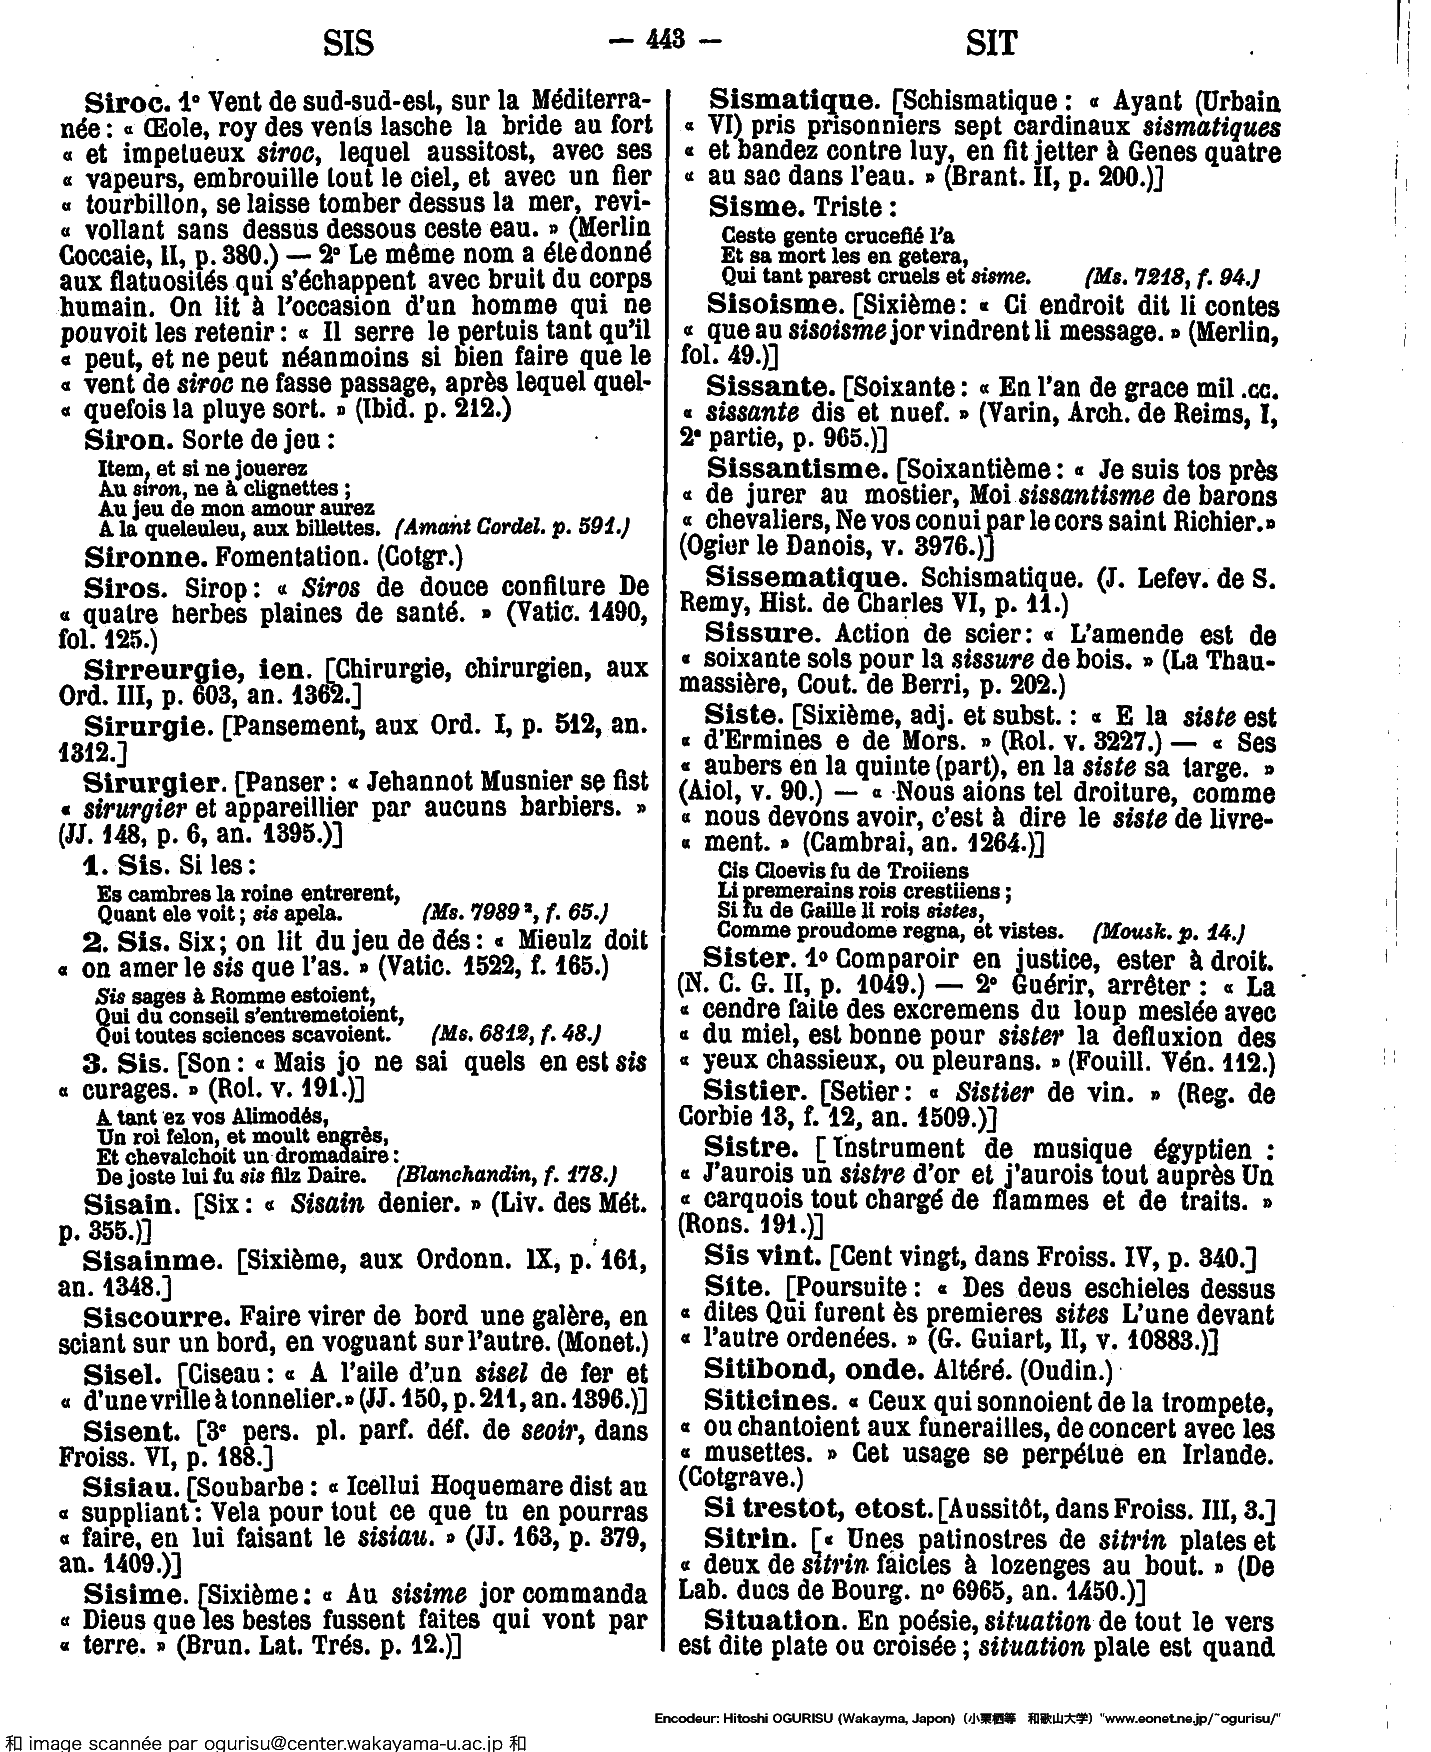 SIS — 443 — SIT
Siroc. 1º Vent de sud-sud-est, sur la Méditerra-
née : « Œole, roy des vents lasche la bride au fort
« et impetueux siroc, lequel aussitost, avec ses
« vapeurs, embrouille tout le ciel, et avec un fier
« tourbillon, se laisse tomber dessus la mer, revi-
« vollant sans dessus dessous ceste eau. » (Merlin
Coccaie, II, p. 380.) — 2º Le même nom a été donné
aux flatuosités qui s'échappent avec bruit du corps
humain. On lit à l'occasion d'un homme qui ne
pouvoit les retenir : « Il serre le pertuis tant qu'il
« peut, et ne peut néanmoins si bien faire que le
« vent de siroc ne fasse passage, après lequel quel-
« quefois la pluye sort. » (Ibid. p. 212.)
Siron. Sorte de jeu :
Item, et si ne jouerez
Au siron, ne à clignettes ;
Au jeu de mon amour aurez
A la queleuleu, aux billettes. (Amant Cordel. p. 591.)
Sironne. Fomentation. (Cotgr.)
Siros. Sirop : « Siros de douce confiture De
« quatre herbes plaines de santé. » (Vatic. 1490,
fol. 125.)
Sirreurgie, ien. [Chirurgie, chirurgien, aux
Ord. III, p. 603, an. 1362.]
Sirurgie. [Pansement, aux Ord. I, p. 512, an.
1312.]
Sirurgier. [Panser : « Jehannot Musnier se fist
« sirurgier et appareillier par aucuns barbiers. »
(JJ. 148, p. 6, an. 1395.)]
1. Sis. Si les :
Es cambres la roine entrerent,
Quant ele voit ; sis apela. (Ms. 7989 ², f. 65.)
2. Sis. Six ; on lit du jeu de dés : « Mieulz doit
« on amer le sis que l'as. » (Vatic. 1522, f. 165.)
Sis sages à Romme estoient,
Qui du conseil s'entremetoient,
Qui toutes sciences scavoient. (Ms. 6812, f. 48.)
3. Sis. [Son : « Mais jo ne sai quels en est sis
« curages. » (Rol. v. 191.)]
A tant ez vos Alimodés,
Un roi felon, et moult engrès,
Et chevalchoit un dromadaire :
De joste lui fu sis filz Daire. (Blanchandin, f. 178.)
Sisain. [Six : « Sisain denier. » (Liv. des Mét.
p. 355.)]
Sisainme. [Sixième, aux Ordonn. IX, p. 161,
an. 1348.]
Siscourre. Faire virer de bord une galère, en
sciant sur un bord, en voguant sur l'autre. (Monet.)
Sisel. [Ciseau : « A l'aile d'un sisel de fer et
« d'une vrille à tonnelier. » (JJ. 150, p. 211, an. 1396.)]
Sisent. [3e pers. pl. parf. déf. de seoir, dans
Froiss. VI, p. 188.]
Sisiau. [Soubarbe : « Icellui Hoquemare dist au
« suppliant : Vela pour tout ce que tu en pourras
« faire, en lui faisant le sisiau. » (JJ. 163, p. 379,
an. 1409.)]
Sisime. [Sixième : « Au sisime jor commanda
« Dieus que les bestes fussent faites qui vont par
« terre. » (Brun. Lat. Trés. p. 12.)]
Sismatique. [Schismatique : « Ayant (Urbain
« VI) pris prisonniers sept cardinaux sismatiques
« et bandez contre luy, en fit jetter à Genes quatre
« au sac dans l'eau. » (Brant. II, p. 200.)]
Sisme. Triste :
Ceste gente crucefié l'a
Et sa mort les en getera,
Qui tant parest cruels et sisme. (Ms. 7218, f. 94.)
Sisoisme. [Sixième : « Ci endroit dit li contes
« que au sisoisme jor vindrent li message. » (Merlin,
fol. 49.)]
Sissante. [Soixante : « En l'an de grace mil .cc.
« sissante dis et nuef. » (Varin, Arch. de Reims, I,
2e partie, p. 965.)]
Sissantisme. [Soixantième : « Je suis tos près
« de jurer au mostier, Moi sissantisme de barons
« chevaliers, Ne vos conui par le cors saint Richier. »
(Ogier le Danois, v. 3976.)]
Sissematique. Schismatique. (J. Lefev. de S.
Remy, Hist. de Charles VI, p. 11.)
Sissure. Action de scier : « L'amende est de
« soixante sols pour la sissure de bois. » (La Thau-
massière, Cout. de Berri, p. 202.)
Siste. [Sixième, adj. et subst. : « E la siste est
« d'Ermines e de Mors. » (Rol. v. 3227.) — « Ses
« aubers en la quinte (part), en la siste sa targe. »
(Aiol, v. 90.) — « Nous aions tel droiture, comme
« nous devons avoir, c'est à dire le siste de livre-
« ment. » (Cambrai, an. 1264.)]
Cis Cloevis fu de Troiiens
Li premerains rois crestiiens ;
Si fu de Gaille li rois sistes,
Comme proudome regna, et vistes. (Mousk. p. 14.)
Sister. 1º Comparoir en justice, ester à droit.
(N. C. G. II, p. 1049.) — 2º Guérir, arrêter : « La
« cendre faite des excremens du loup meslée avec
« du miel, est bonne pour sister la defluxion des
« yeux chassieux, ou pleurans. » (Fouill. Vén. 112.)
Sistier. [Setier : « Sistier de vin. » (Reg. de
Corbie 13, f. 12, an. 1509.)]
Sistre. [Instrument de musique égyptien :
« J'aurois un sistre d'or et j'aurois tout auprès Un
« carquois tout chargé de flammes et de traits. »
(Rons. 191.)]
Sis vint. [Cent vingt, dans Froiss. IV, p. 340.]
Site. [Poursuite : « Des deus eschieles dessus
« dites Qui furent ès premieres sites L'une devant
« l'autre ordenées. » (G. Guiart, II, v. 10883.)]
Sitibond, onde. Altéré. (Oudin.)
Siticines. « Ceux qui sonnoient de la trompete,
« ou chantoient aux funerailles, de concert avec les
« musettes. » Cet usage se perpétue en Irlande.
(Cotgrave.)
Si trestot, etost. [Aussitôt, dans Froiss. III, 3.]
Sitrin. [« Unes patinostres de sitrin plates et
« deux de sitrin faictes à lozenges au bout. » (De
Lab. ducs de Bourg. nº 6965, an. 1450.)]
Situation. En poésie, situation de tout le vers
est dite plate ou croisée ; situation plate est quand
Encodeur: Hitoshi OGURISU (Wakayma, Japon) (小栗栖等 和歌山大学) "www.eonet.ne.jp/~ogurisu/"
和 image scannée par ogurisu@center.wakayama-u.ac.jp 和